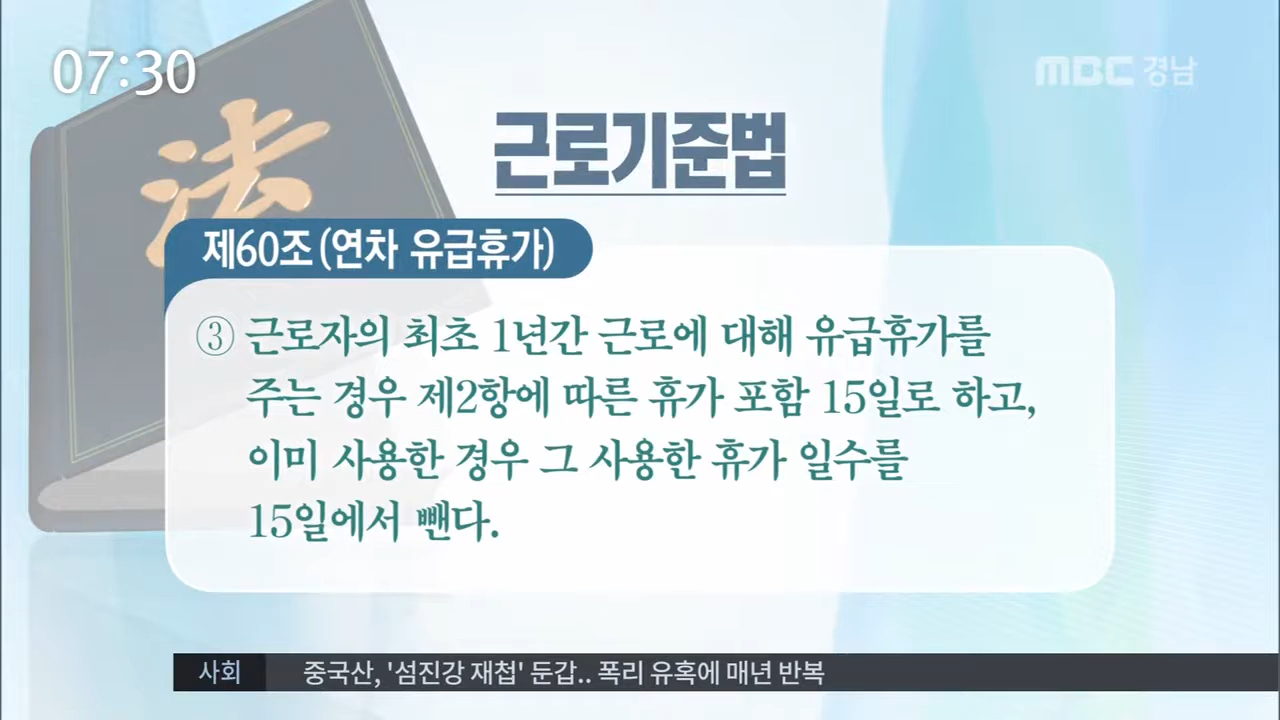 07:30
MBC 경남
法
근로기준법
제60조(연차 유급휴가)
③ 근로자의 최초 1년간 근로에 대해 유급휴가를
주는 경우 제2항에 따른 휴가 포함 15일로 하고,
이미 사용한 경우 그 사용한 휴가 일수를
15일에서 뺀다.
사회 중국산, '섬진강 재첩' 둔갑.. 폭리 유혹에 매년 반복